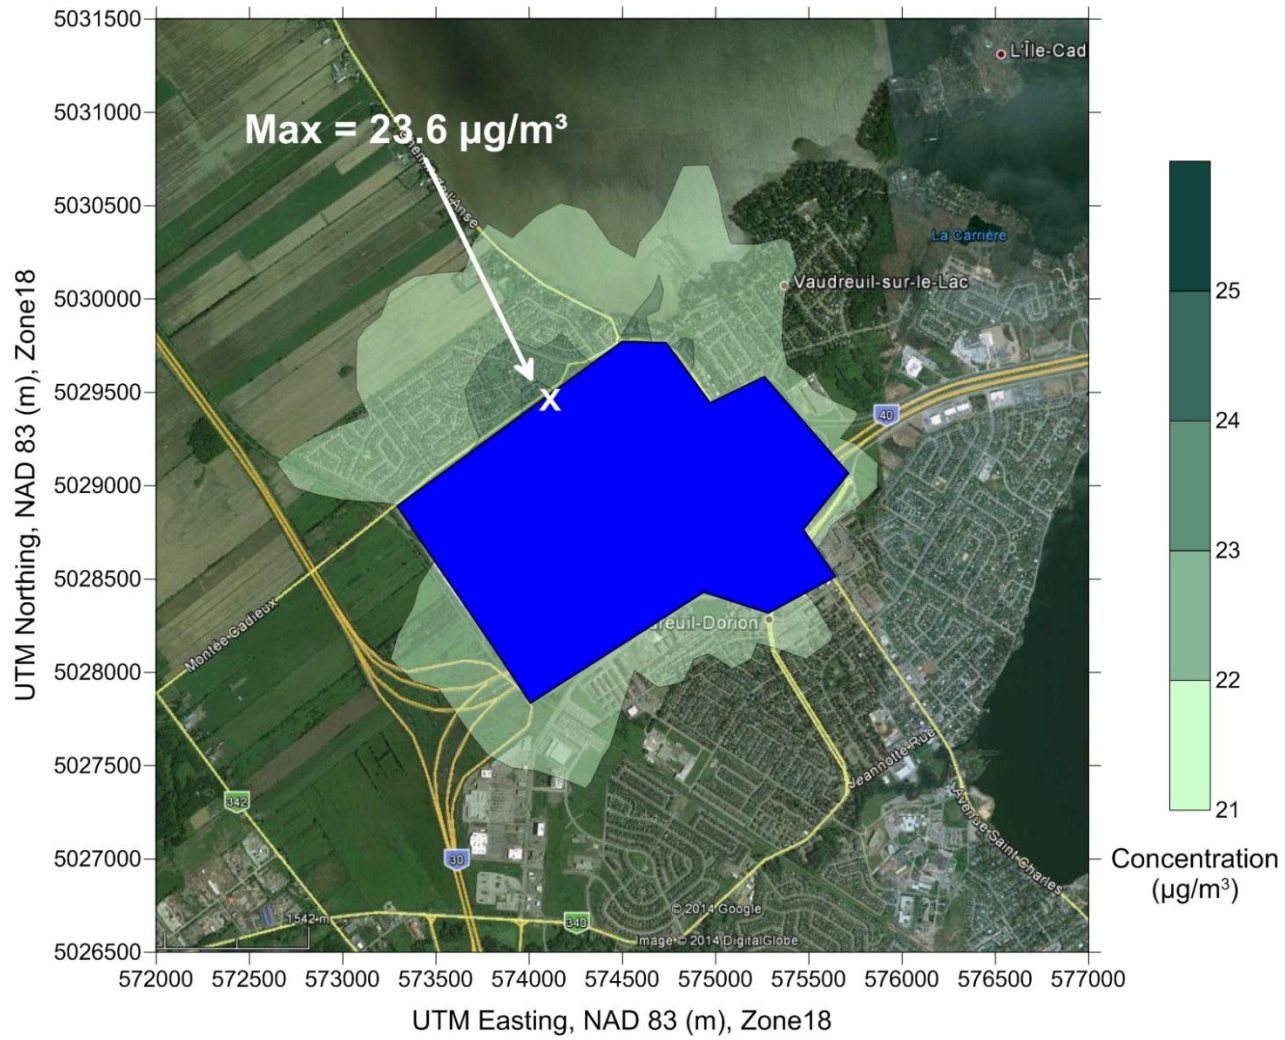 5031500
5031000
5030500
5030000
5029500
5029000
5028500
5028000
5027500
5027000
5026500
UTM Northing, NAD 83 (m), Zone18
572000 572500 573000 573500 574000 574500 575000 575500 576000 576500 577000
UTM Easting, NAD 83 (m), Zone18
Max = 23.6 µg/m³
X
L'Île-Cad
La Carrière
Vaudreuil-sur-le-Lac
40
l'Anse
Montée Cadieux
dreuil-Dorion
Jeannotte Rue
Avenue Saint Charles
342
30
340
1542 m
© 2014 Google
Image © 2014 DigitalGlobe
25
24
23
22
21
Concentration
(µg/m³)